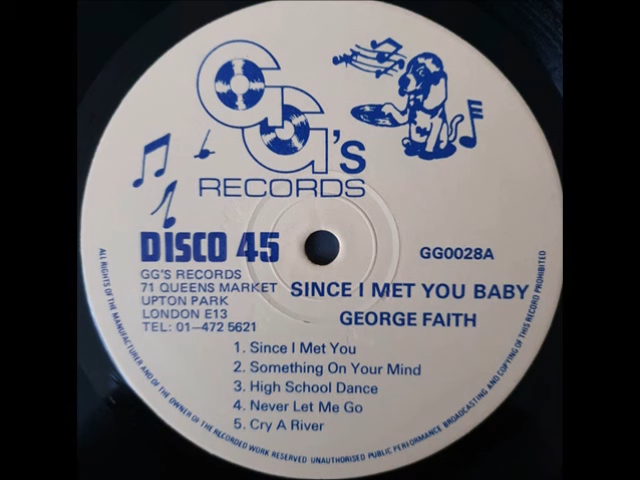 GG's
RECORDS
DISCO 45
GG0028A
GG'S RECORDS
71 QUEENS MARKET
UPTON PARK
LONDON E13
TEL: 01—472 5621
SINCE I MET YOU BABY
GEORGE FAITH
1. Since I Met You
2. Something On Your Mind
3. High School Dance
4. Never Let Me Go
5. Cry A River
ALL RIGHTS OF THE MANUFACTURER AND OF THE OWNER OF THE RECORDED WORK RESERVED UNAUTHORISED PUBLIC PERFORMANCE BROADCASTING AND COPYING OF THIS RECORD PROHIBITED